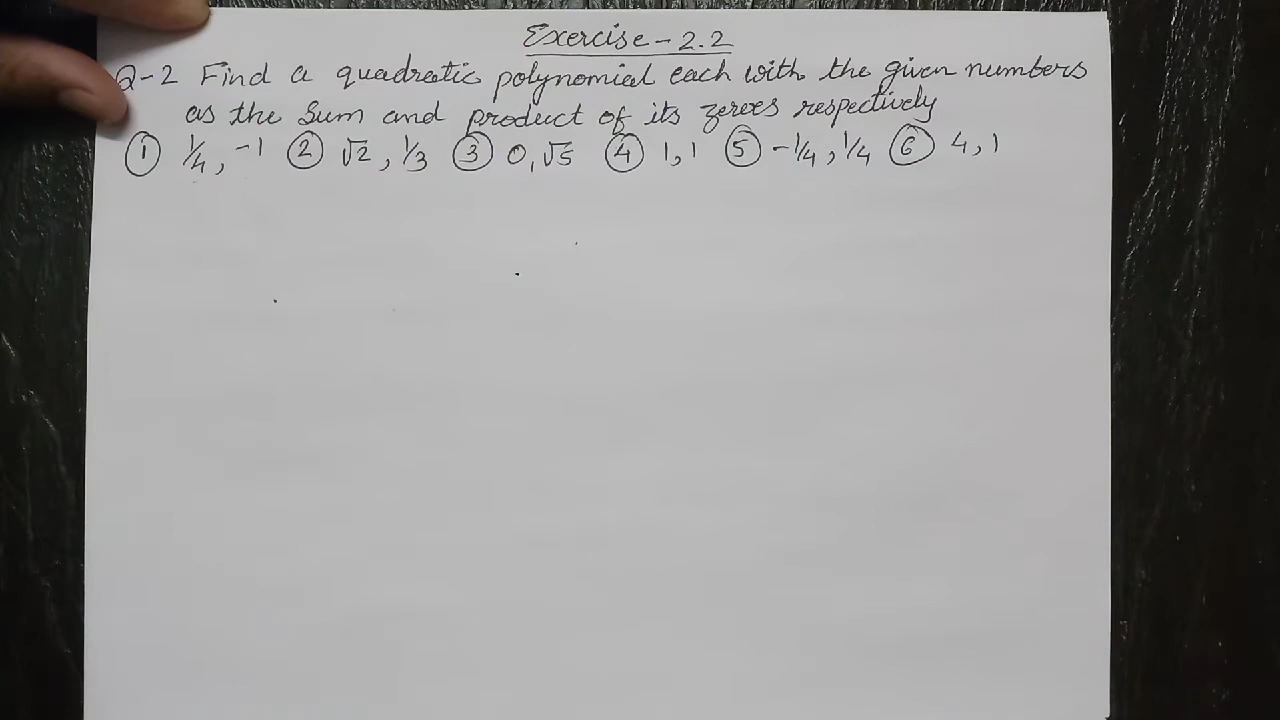 Exercise - 2.2
Q-2 Find a quadratic polynomial each with the given numbers
as the Sum and product of its zeroes respectively
① 1/4, -1 ② √2, 1/3 ③ 0, √5 ④ 1, 1 ⑤ -1/4, 1/4 ⑥ 4, 1